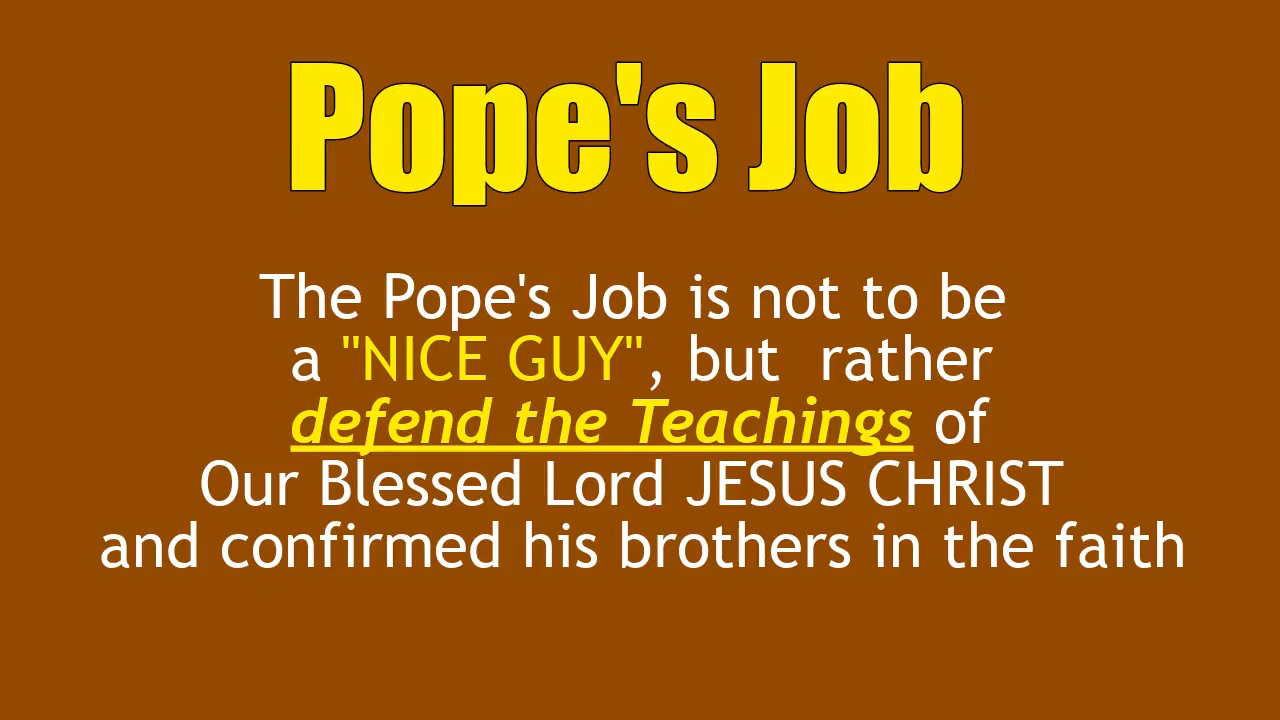 Pope's Job
The Pope's Job is not to be
a "NICE GUY", but  rather
defend the Teachings of
Our Blessed Lord JESUS CHRIST
and confirmed his brothers in the faith